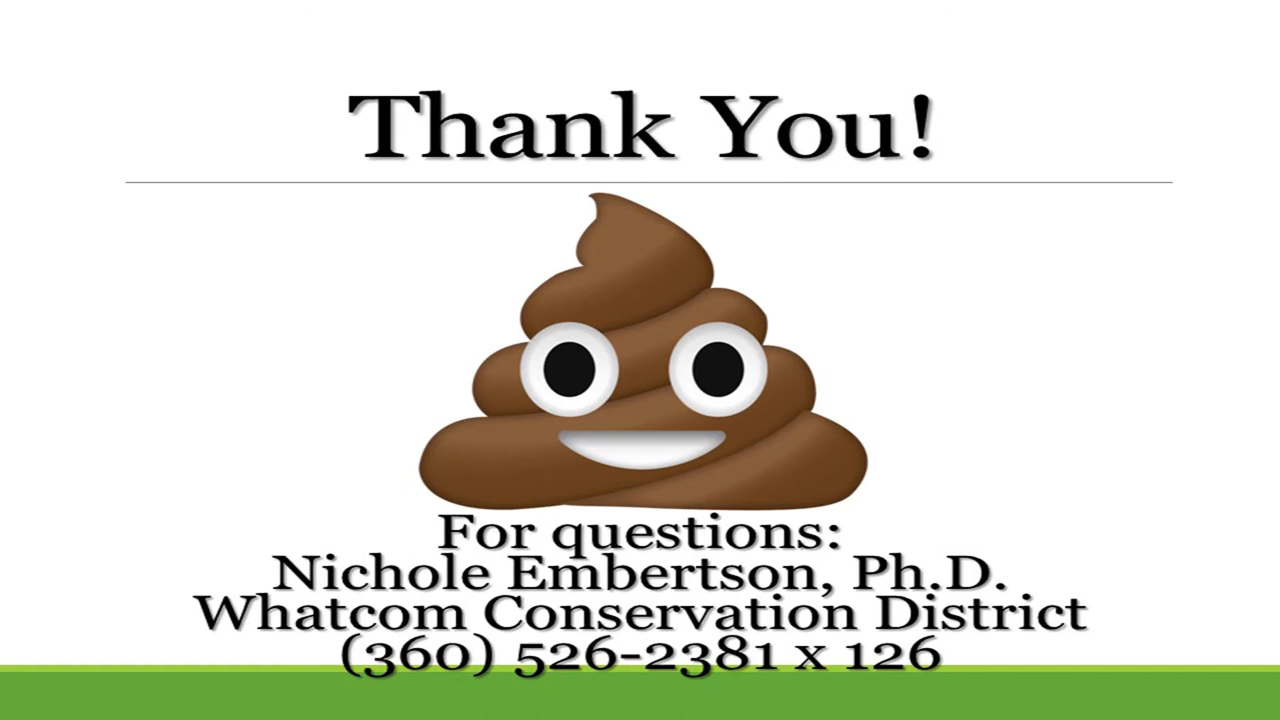 Thank You!
For questions:
Nichole Embertson, Ph.D.
Whatcom Conservation District
(360) 526-2381 x 126